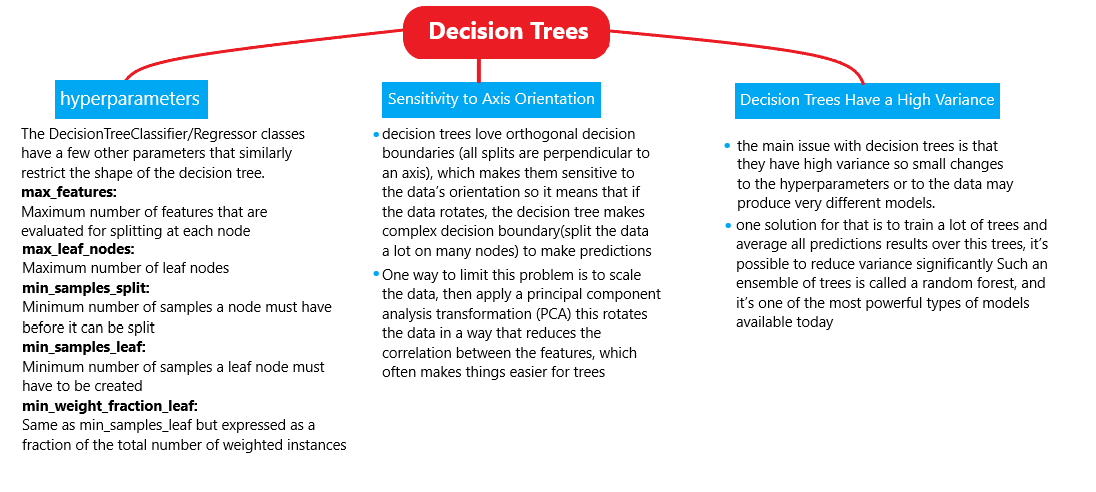 Decision Trees
hyperparameters
The DecisionTreeClassifier/Regressor classes
have a few other parameters that similarly
restrict the shape of the decision tree.
max_features:
Maximum number of features that are
evaluated for splitting at each node
max_leaf_nodes:
Maximum number of leaf nodes
min_samples_split:
Minimum number of samples a node must have
before it can be split
min_samples_leaf:
Minimum number of samples a leaf node must
have to be created
min_weight_fraction_leaf:
Same as min_samples_leaf but expressed as a
fraction of the total number of weighted instances
Sensitivity to Axis Orientation
• decision trees love orthogonal decision
boundaries (all splits are perpendicular to
an axis), which makes them sensitive to
the data's orientation so it means that if
the data rotates, the decision tree makes
complex decision boundary(split the data
a lot on many nodes) to make predictions
• One way to limit this problem is to scale
the data, then apply a principal component
analysis transformation (PCA) this rotates
the data in a way that reduces the
correlation between the features, which
often makes things easier for trees
Decision Trees Have a High Variance
• the main issue with decision trees is that
they have high variance so small changes
to the hyperparameters or to the data may
produce very different models.
• one solution for that is to train a lot of trees and
average all predictions results over this trees, it's
possible to reduce variance significantly Such an
ensemble of trees is called a random forest, and
it's one of the most powerful types of models
available today